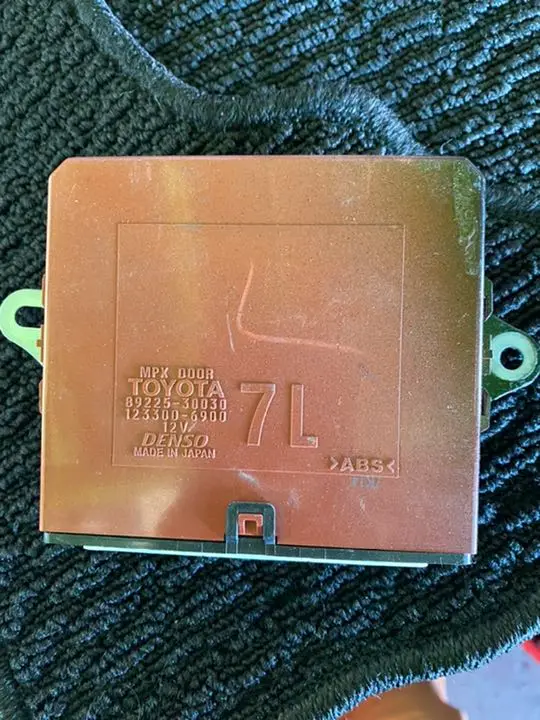 MPX DOOR
TOYOTA
89225-30030
123300-6900
12V
DENSO
MADE IN JAPAN
7L
>ABS<